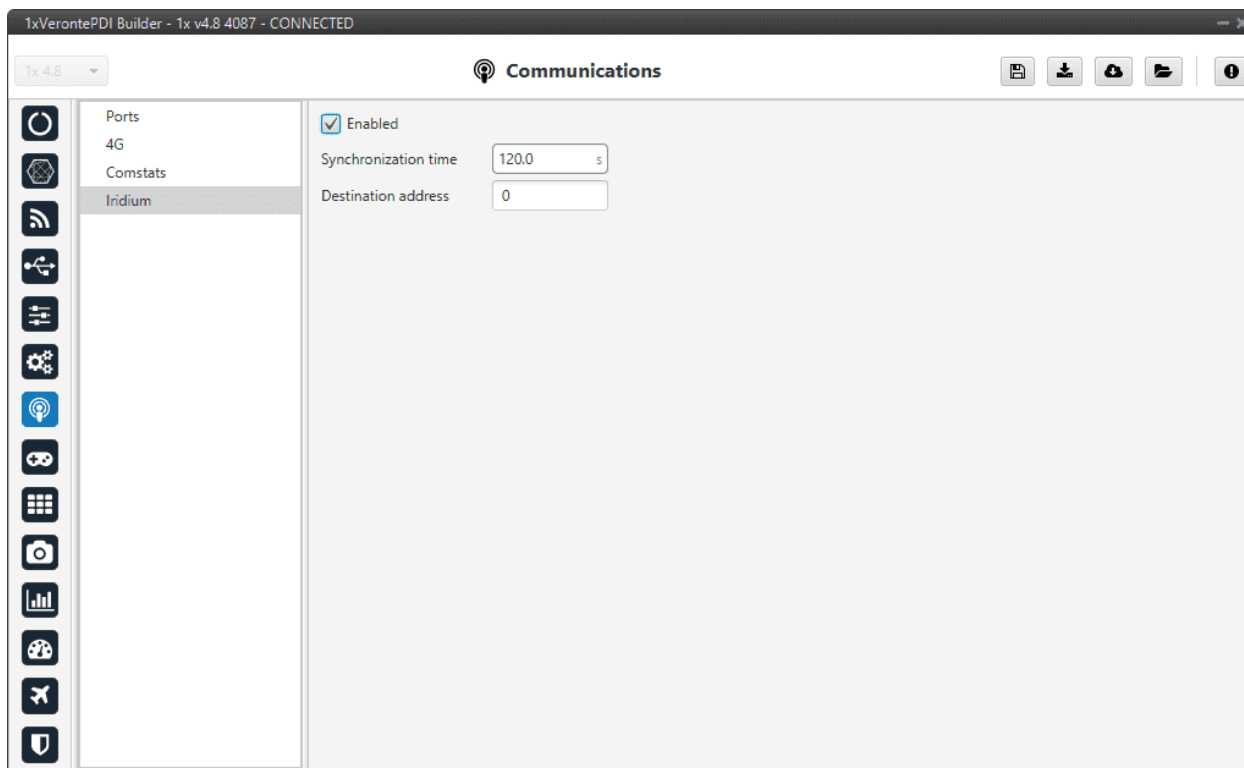 1xVerontePDI Builder - 1x v4.8 4087 - CONNECTED
1x 4.8
Communications
Ports
4G
Comstats
Iridium
Enabled
Synchronization time 120.0 s
Destination address 0